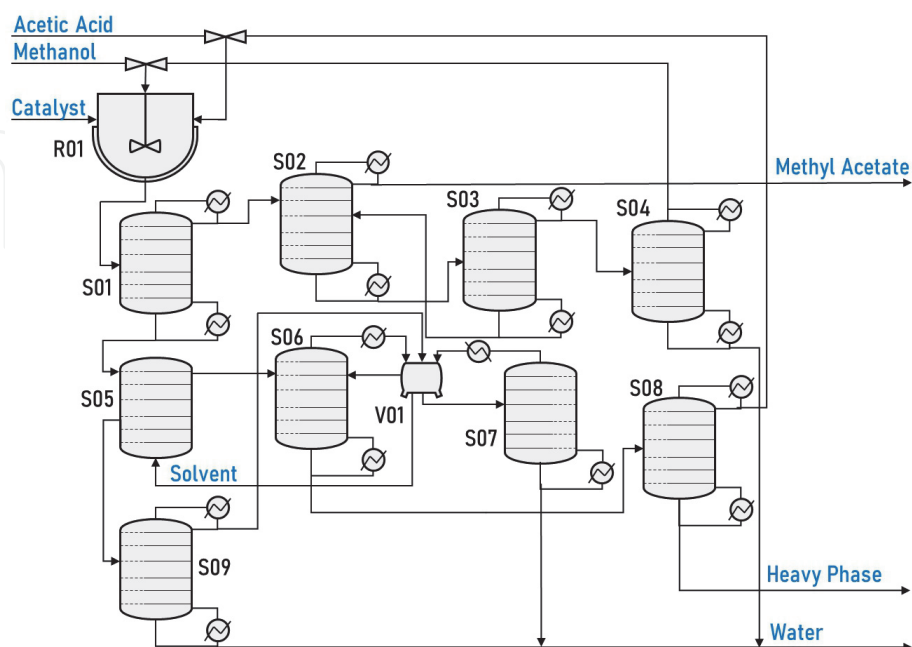 Acetic Acid
Methanol
Catalyst
R01
S02
Methyl Acetate
S03
S04
S01
S06
S05
V01
S08
S07
Solvent
S09
Heavy Phase
Water